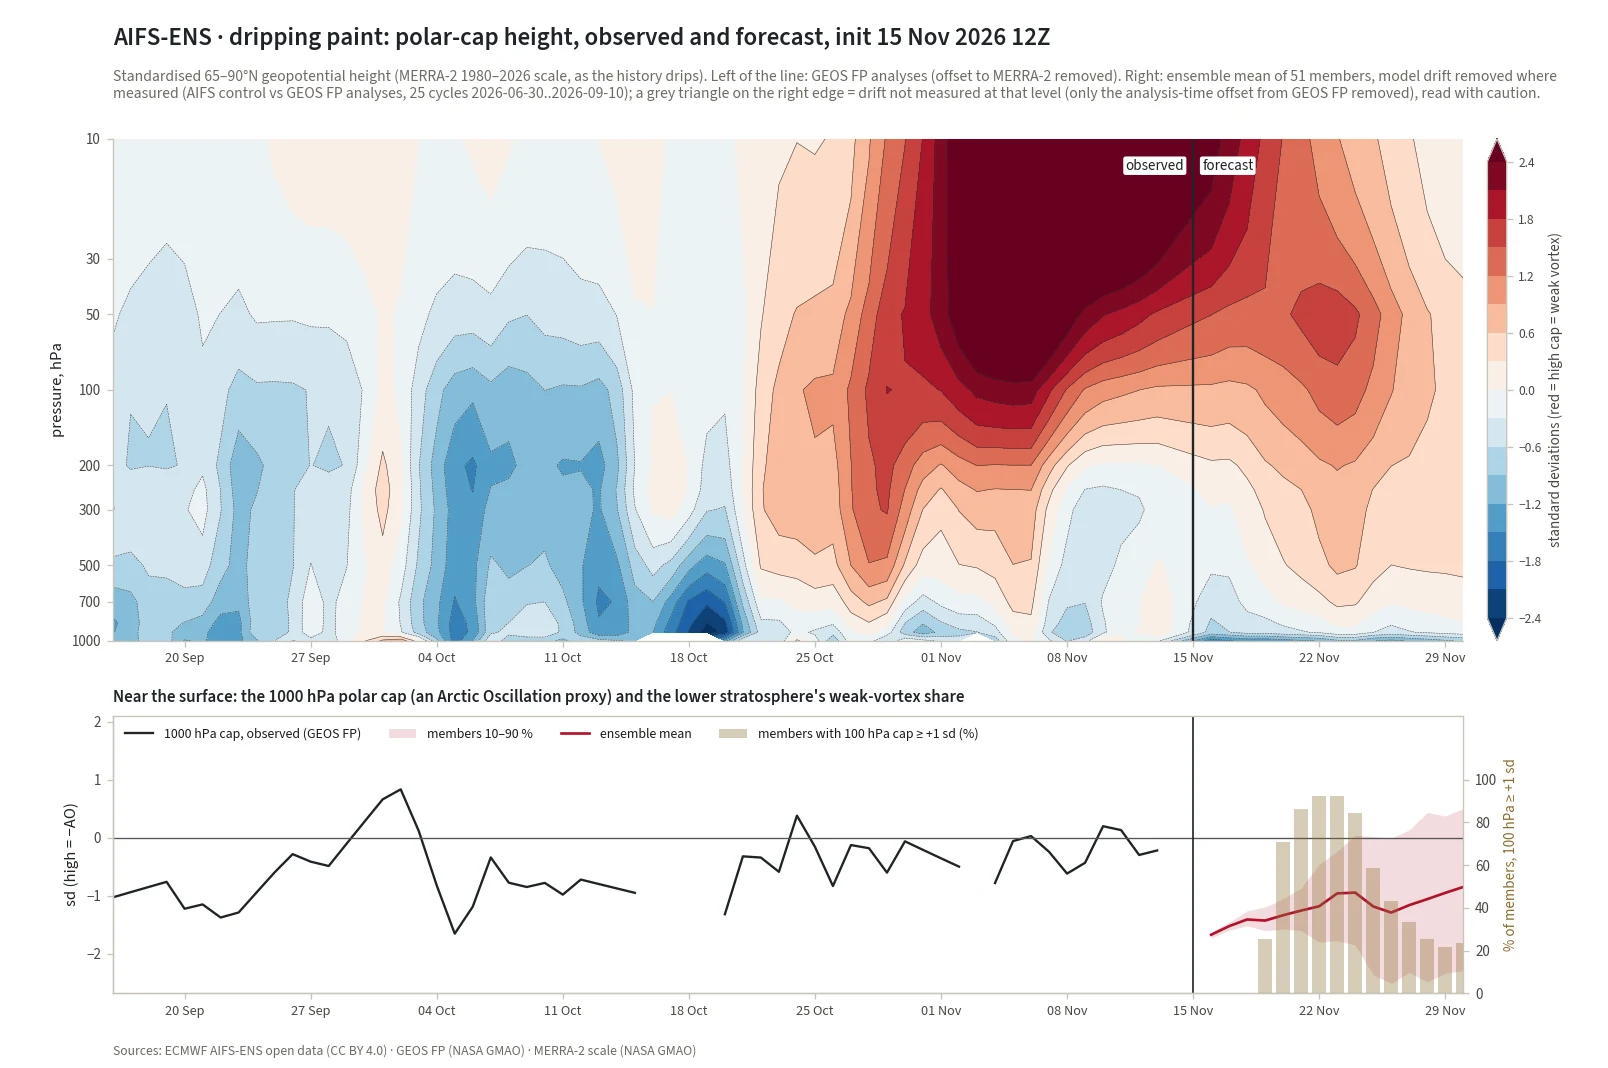 AIFS-ENS · dripping paint: polar-cap height, observed and forecast, init 15 Nov 2026 12Z
Standardised 65–90°N geopotential height (MERRA-2 1980–2026 scale, as the history drips). Left of the line: GEOS FP analyses (offset to MERRA-2 removed). Right: ensemble mean of 51 members, model drift removed where
measured (AIFS control vs GEOS FP analyses, 25 cycles 2026-06-30..2026-09-10); a grey triangle on the right edge = drift not measured at that level (only the analysis-time offset from GEOS FP removed), read with caution.
pressure, hPa
10
30
50
100
200
300
500
700
1000
observed
forecast
20 Sep
27 Sep
04 Oct
11 Oct
18 Oct
25 Oct
01 Nov
08 Nov
15 Nov
22 Nov
29 Nov
2.4
1.8
1.2
0.6
0.0
−0.6
−1.2
−1.8
−2.4
standard deviations (red = high cap = weak vortex)
Near the surface: the 1000 hPa polar cap (an Arctic Oscillation proxy) and the lower stratosphere's weak-vortex share
1000 hPa cap, observed (GEOS FP)
members 10–90 %
ensemble mean
members with 100 hPa cap ≥ +1 sd (%)
sd (high = −AO)
2
1
0
−1
−2
100
80
60
40
20
0
% of members, 100 hPa ≥ +1 sd
20 Sep
27 Sep
04 Oct
11 Oct
18 Oct
25 Oct
01 Nov
08 Nov
15 Nov
22 Nov
29 Nov
Sources: ECMWF AIFS-ENS open data (CC BY 4.0) · GEOS FP (NASA GMAO) · MERRA-2 scale (NASA GMAO)